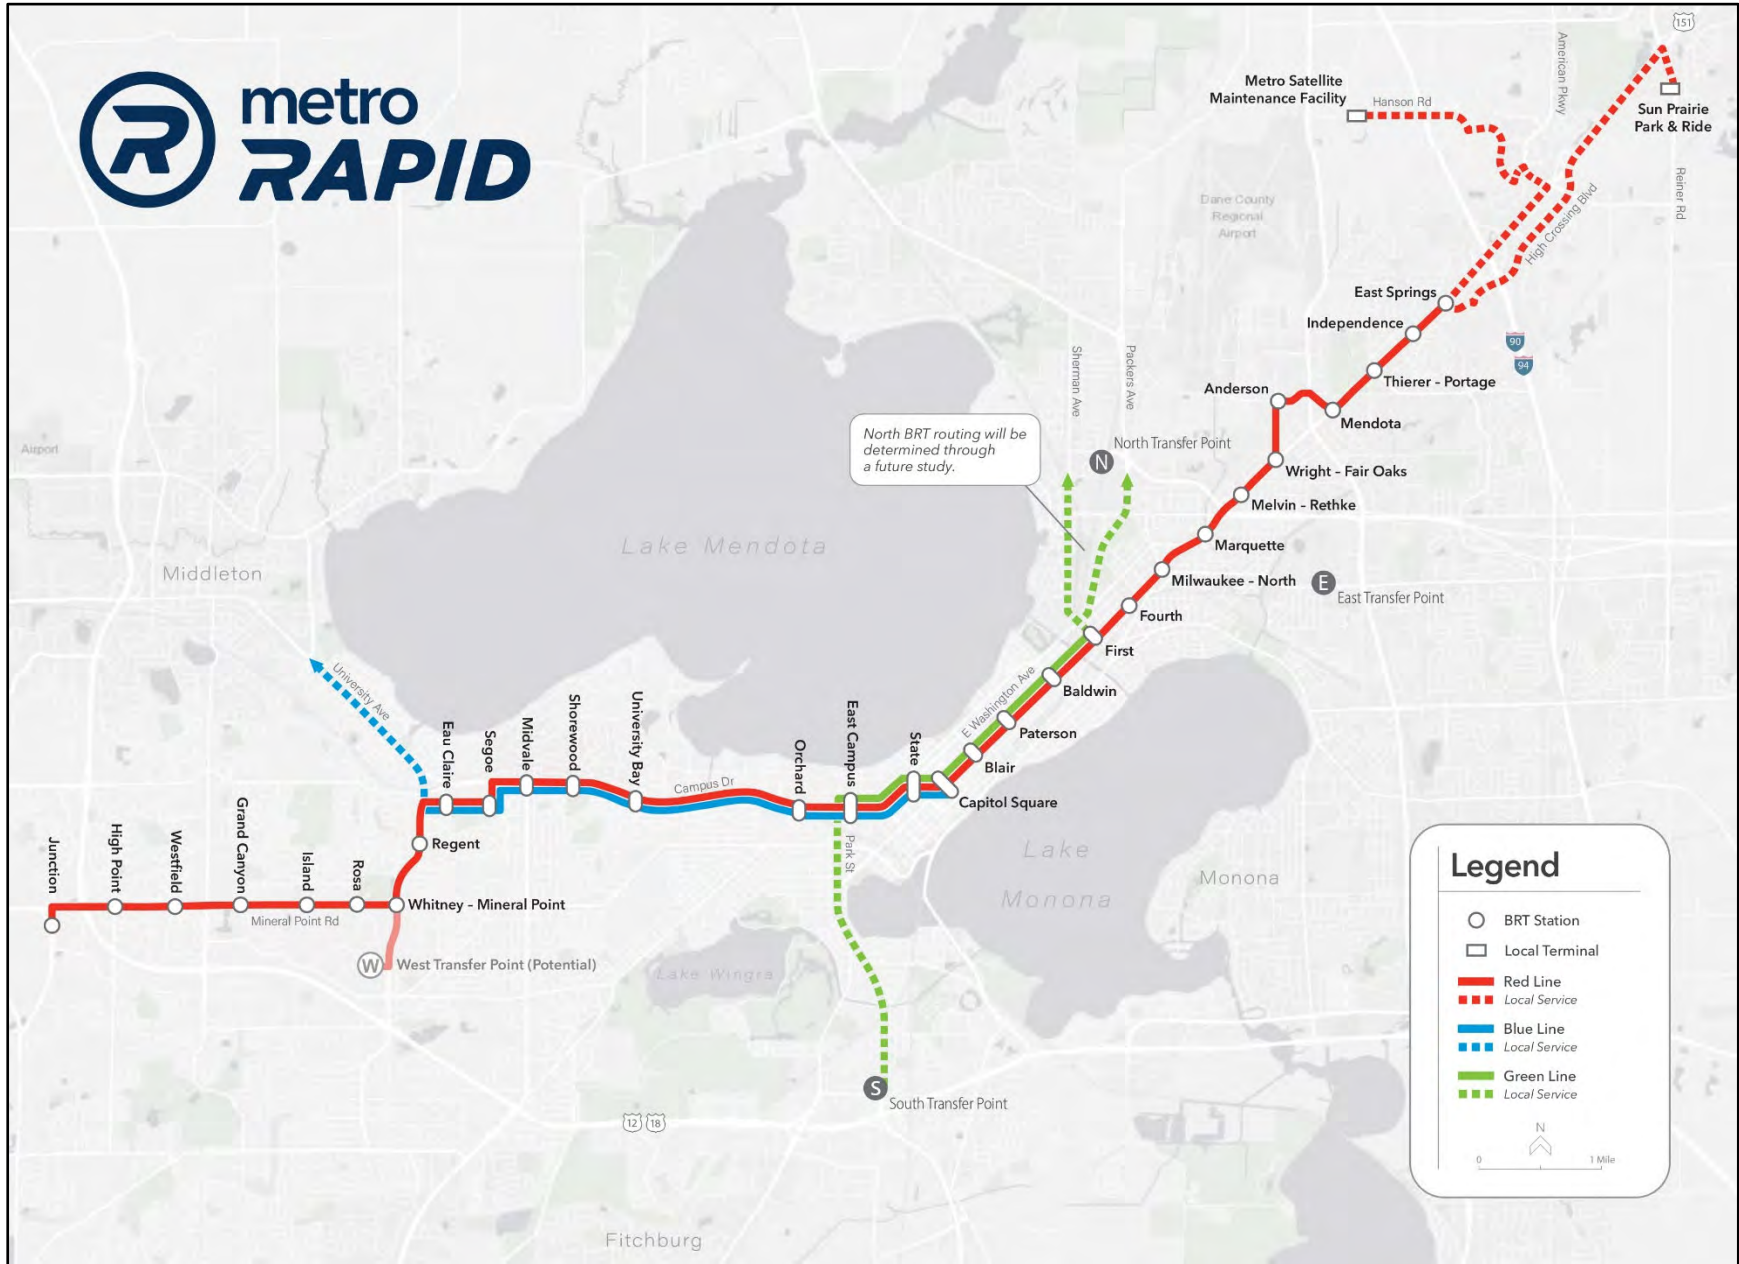 metro
RAPID
151
American Pkwy
Metro Satellite
Maintenance Facility
Hanson Rd
Sun Prairie
Park & Ride
Reiner Rd
Dane County
Regional
Airport
High Crossing Blvd
East Springs
Independence
90
94
Thierer - Portage
Sherman Ave
Packers Ave
Anderson
Mendota
North BRT routing will be
determined through
a future study.
N
North Transfer Point
Airport
Wright - Fair Oaks
Melvin - Rethke
Marquette
Lake Mendota
Middleton
Milwaukee - North
E
East Transfer Point
Fourth
First
University Ave
E Washington Ave
Baldwin
Paterson
Blair
Capitol Square
Eau Claire
Segoe
Midvale
Shorewood
University Bay
Campus Dr
Orchard
East Campus
State
Park St
Regent
Junction
High Point
Westfield
Grand Canyon
Island
Rosa
Whitney - Mineral Point
Mineral Point Rd
W
West Transfer Point (Potential)
Lake Wingra
Lake
Monona
Monona
S
South Transfer Point
12
18
Fitchburg
Legend
BRT Station
Local Terminal
Red Line
Local Service
Blue Line
Local Service
Green Line
Local Service
N
0
1 Mile